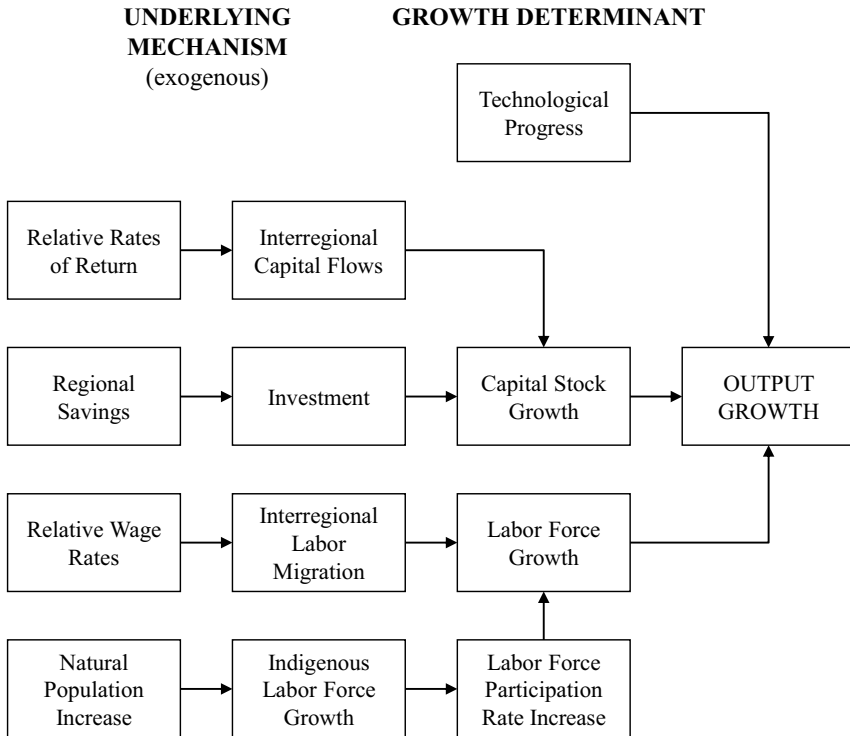 UNDERLYING
MECHANISM
(exogenous)
GROWTH DETERMINANT
Technological
Progress
Relative Rates
of Return
Interregional
Capital Flows
Regional
Savings
Investment
Capital Stock
Growth
OUTPUT
GROWTH
Relative Wage
Rates
Interregional
Labor
Migration
Labor Force
Growth
Natural
Population
Increase
Indigenous
Labor Force
Growth
Labor Force
Participation
Rate Increase